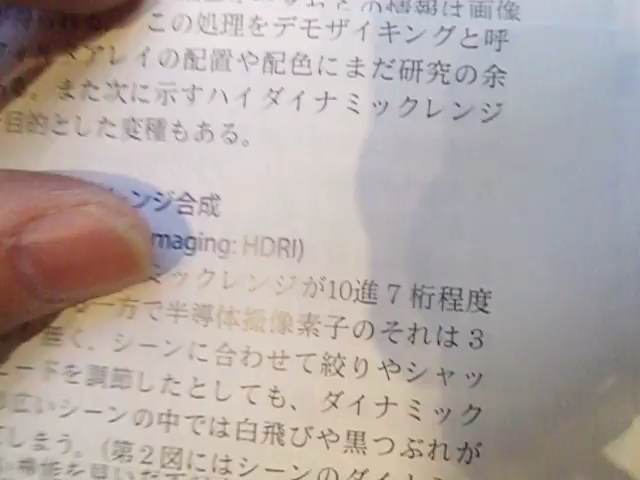 この処理をデモザイキングと呼
アレイの配置や配色にまだ研究の余
また次に示すハイダイナミックレンジ
目的とした変種もある。
ンジ合成
maging: HDRI)
ミックレンジが10進7桁程度
一方で半導体撮像素子のそれは3
く、シーンに合わせて絞りやシャッ
ードを調節したとしても、ダイナミック
広いシーンの中では白飛びや黒つぶれが
てしまう。(第2図にはシーンのダイナミ